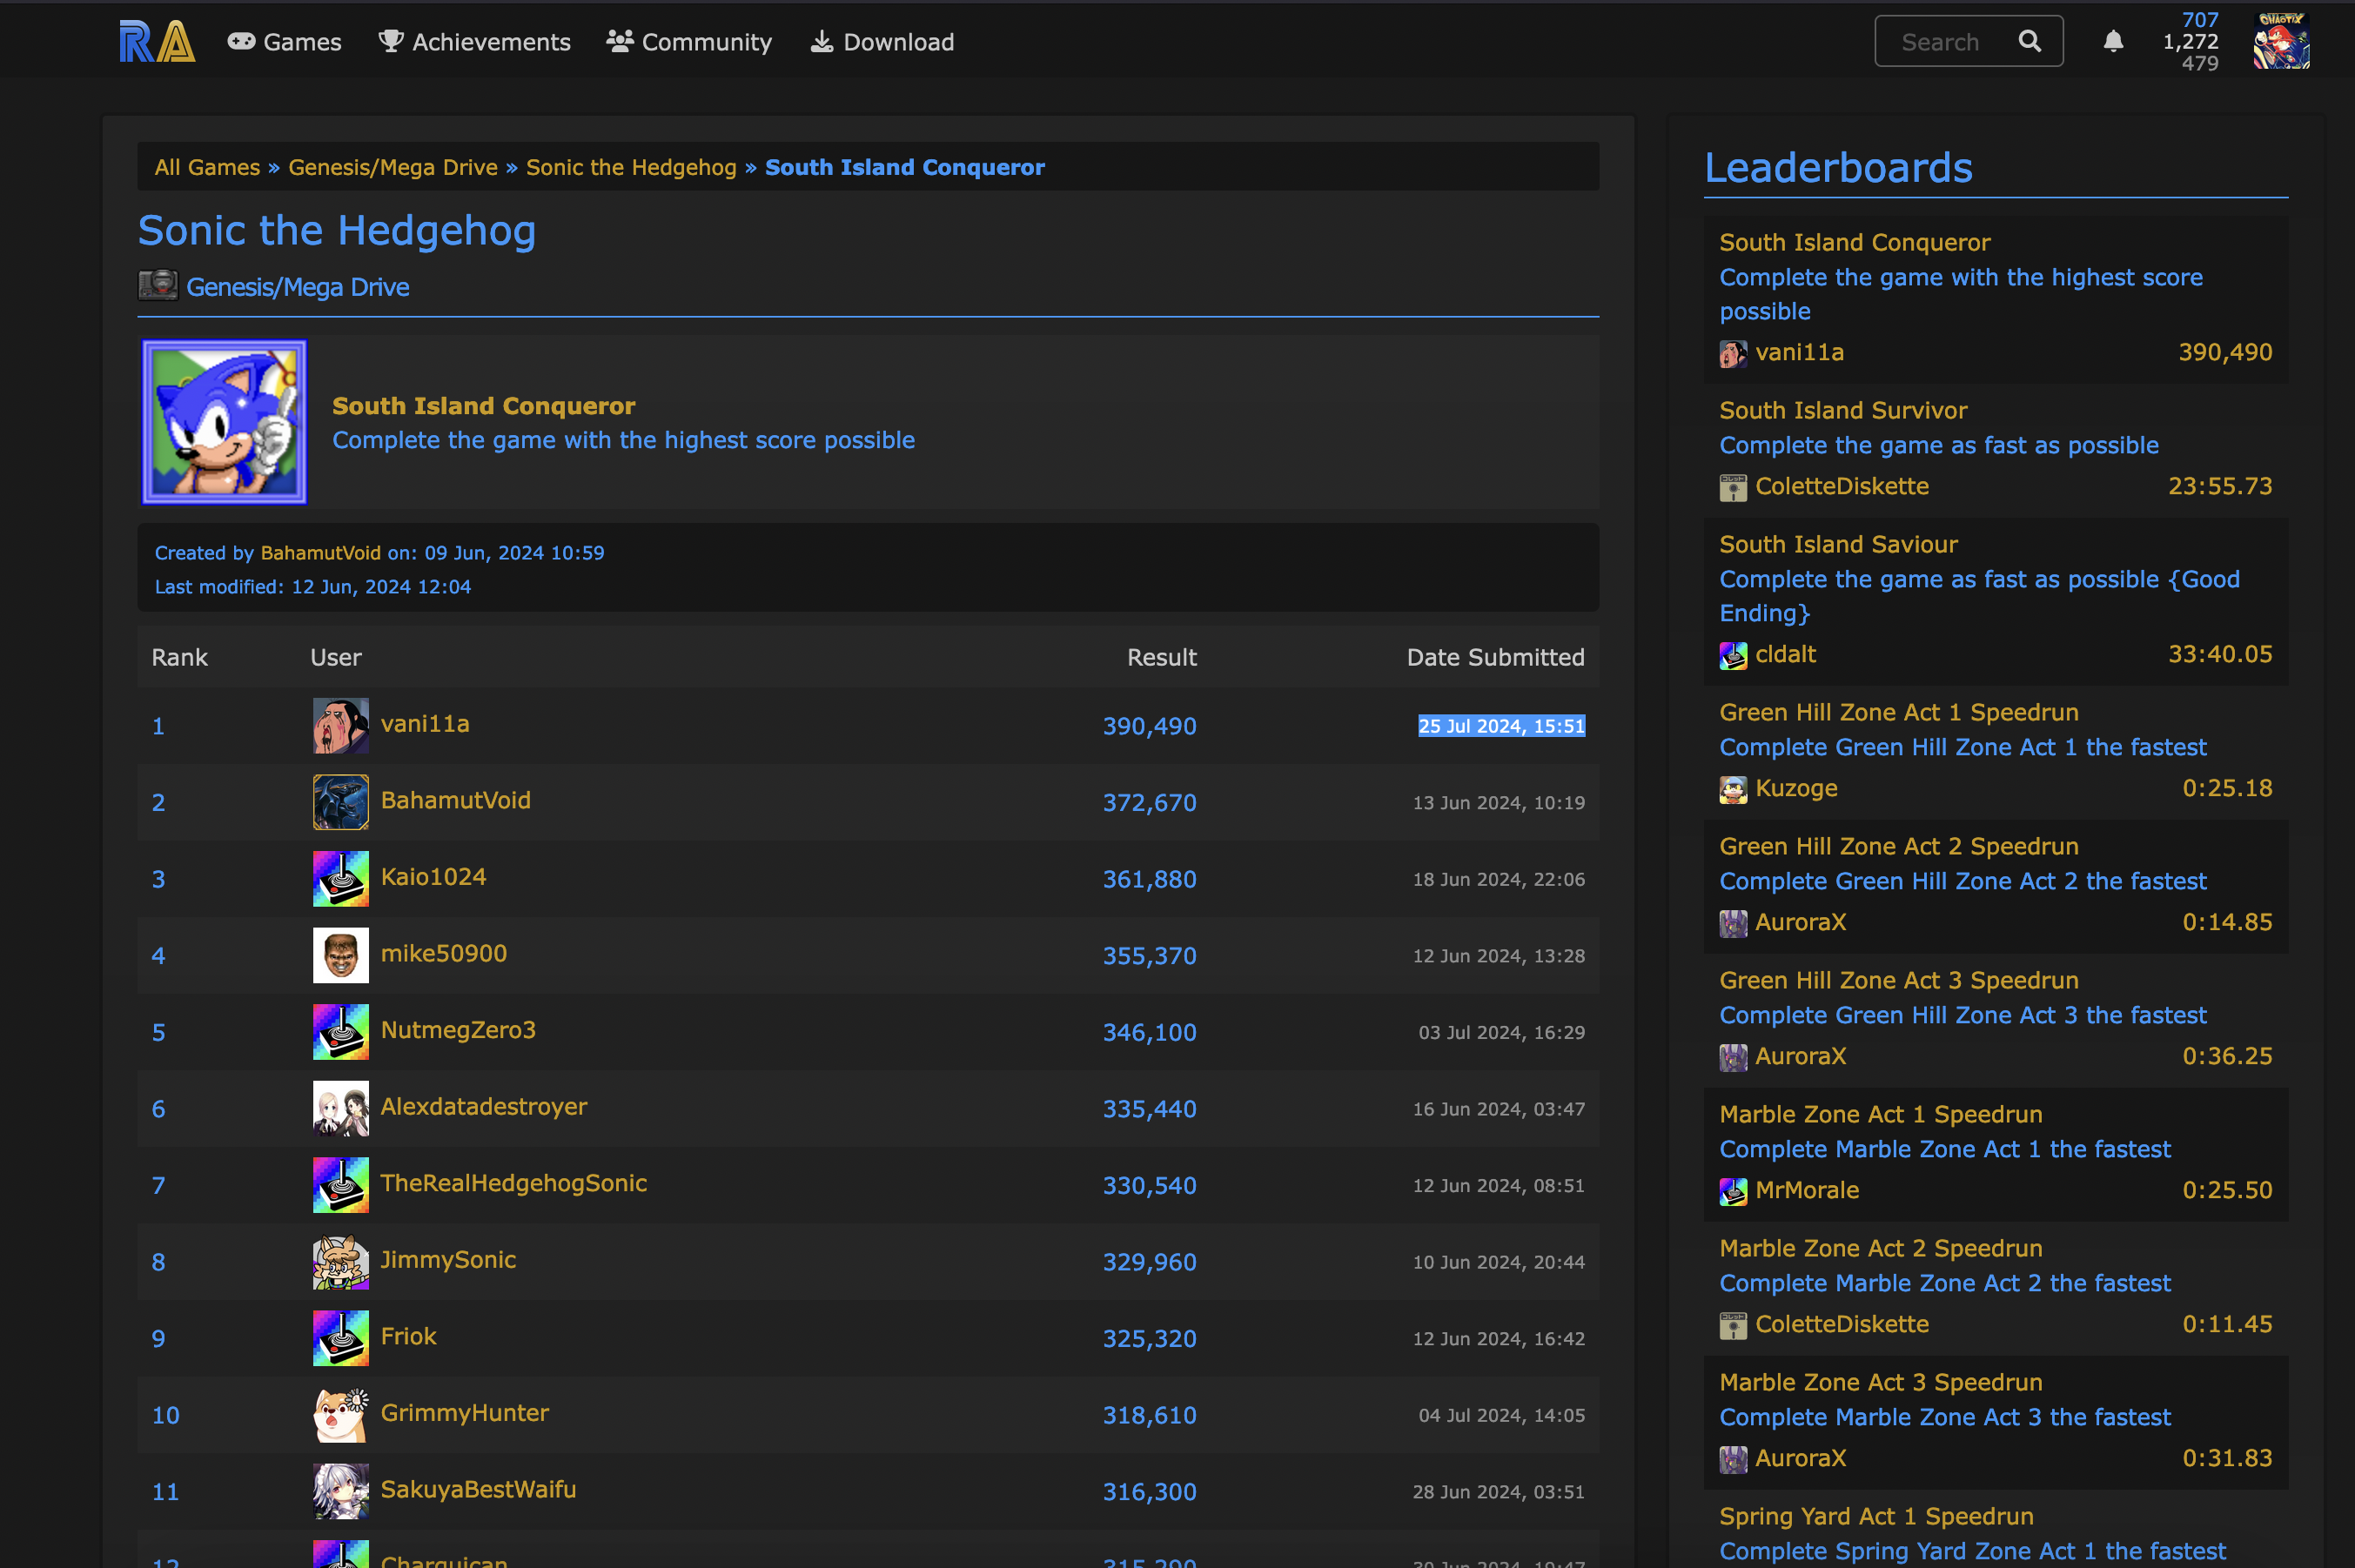 RA Games Achievements Community Download Search 707
1,272
479
All Games » Genesis/Mega Drive » Sonic the Hedgehog » South Island Conqueror
Sonic the Hedgehog
Genesis/Mega Drive
South Island Conqueror
Complete the game with the highest score possible
Created by BahamutVoid on: 09 Jun, 2024 10:59
Last modified: 12 Jun, 2024 12:04
Rank User Result Date Submitted
1 vani11a 390,490 25 Jul 2024, 15:51
2 BahamutVoid 372,670 13 Jun 2024, 10:19
3 Kaio1024 361,880 18 Jun 2024, 22:06
4 mike50900 355,370 12 Jun 2024, 13:28
5 NutmegZero3 346,100 03 Jul 2024, 16:29
6 Alexdatadestroyer 335,440 16 Jun 2024, 03:47
7 TheRealHedgehogSonic 330,540 12 Jun 2024, 08:51
8 JimmySonic 329,960 10 Jun 2024, 20:44
9 Friok 325,320 12 Jun 2024, 16:42
10 GrimmyHunter 318,610 04 Jul 2024, 14:05
11 SakuyaBestWaifu 316,300 28 Jun 2024, 03:51
Leaderboards
South Island Conqueror
Complete the game with the highest score
possible
vani11a 390,490
South Island Survivor
Complete the game as fast as possible
ColetteDiskette 23:55.73
South Island Saviour
Complete the game as fast as possible {Good
Ending}
cldalt 33:40.05
Green Hill Zone Act 1 Speedrun
Complete Green Hill Zone Act 1 the fastest
Kuzoge 0:25.18
Green Hill Zone Act 2 Speedrun
Complete Green Hill Zone Act 2 the fastest
AuroraX 0:14.85
Green Hill Zone Act 3 Speedrun
Complete Green Hill Zone Act 3 the fastest
AuroraX 0:36.25
Marble Zone Act 1 Speedrun
Complete Marble Zone Act 1 the fastest
MrMorale 0:25.50
Marble Zone Act 2 Speedrun
Complete Marble Zone Act 2 the fastest
ColetteDiskette 0:11.45
Marble Zone Act 3 Speedrun
Complete Marble Zone Act 3 the fastest
AuroraX 0:31.83
Spring Yard Act 1 Speedrun
Complete Spring Yard Zone Act 1 the fastest